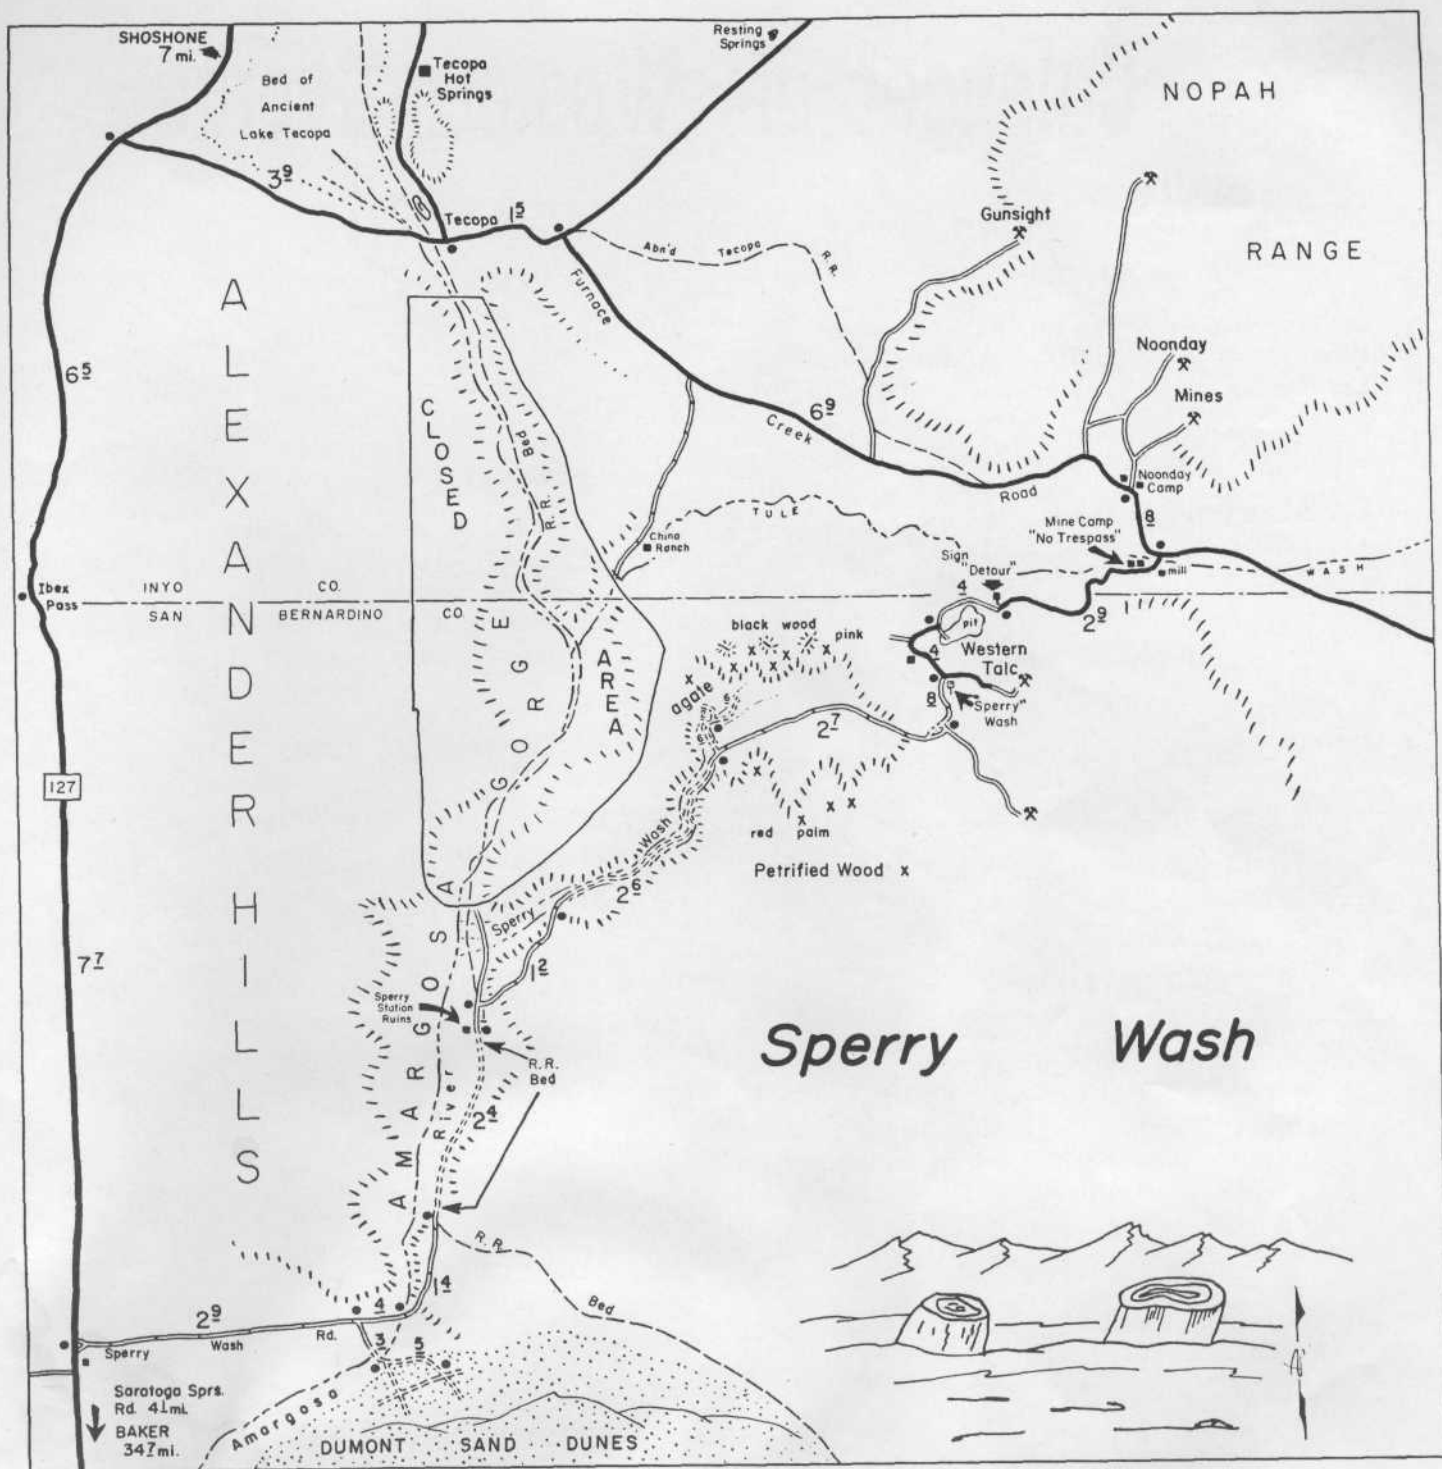 SHOSHONE
7 mi.
Bed of
Ancient
Lake Tecopa
Tecopa
Hot
Springs
Resting
Springs
NOPAH
RANGE
3 9
Tecopa
1 5
Abn'd Tecopa R.R.
Gunsight
Furnace Creek Road
6 9
Noonday
Mines
Noonday
Camp
8
Mine Camp
"No Trespass"
mill
TULE WASH
Sign
"Detour"
4
2 9
pit
Western
Talc
4
8
"Sperry"
Wash
6 5
ALEXANDER HILLS
CLOSED
AREA
R.R. Bed
China
Ranch
Ibex
Pass
INYO CO.
SAN BERNARDINO CO.
127
7 7
AMARGOSA GORGE
River
black wood
pink
agate
6
6
2 7
red palm
Petrified Wood x
Sperry Wash
2 6
1 2
Sperry
Station
Ruins
R.R.
Bed
2 4
Sperry Wash
1 4
R.R. Bed
4
2 9
Sperry Wash Rd.
3
5
Amargosa
DUMONT SAND DUNES
Saratoga Sprs.
Rd. 4 1 mi.
BAKER
34 7 mi.